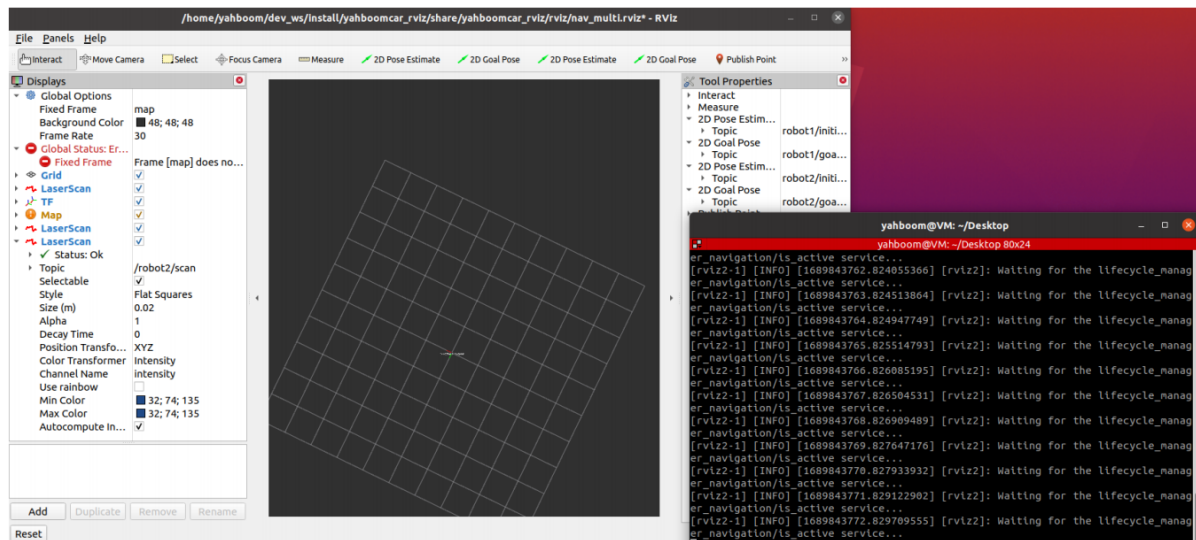 /home/yahboom/dev_ws/install/yahboomcar_rviz/share/yahboomcar_rviz/rviz/nav_multi.rviz* - RViz
File Panels Help
Interact Move Camera Select Focus Camera Measure 2D Pose Estimate 2D Goal Pose 2D Pose Estimate 2D Goal Pose Publish Point »
Displays
Global Options
Fixed Frame map
Background Color 48; 48; 48
Frame Rate 30
Global Status: Er...
Fixed Frame Frame [map] does no...
Grid
LaserScan
TF
Map
LaserScan
LaserScan
Status: Ok
Topic /robot2/scan
Selectable
Style Flat Squares
Size (m) 0.02
Alpha 1
Decay Time 0
Position Transfo... XYZ
Color Transformer Intensity
Channel Name intensity
Use rainbow
Min Color 32; 74; 135
Max Color 32; 74; 135
Autocompute In...
Add Duplicate Remove Rename
Reset
Tool Properties
Interact
Measure
2D Pose Estim...
Topic robot1/initi...
2D Goal Pose
Topic robot1/goa...
2D Pose Estim...
Topic robot2/initi...
2D Goal Pose
Topic robot2/goa...
Publish Point
yahboom@VM: ~/Desktop
yahboom@VM: ~/Desktop 80x24
er_navigation/is_active service...
[rviz2-1] [INFO] [1689843762.824055366] [rviz2]: Waiting for the lifecycle_manag
er_navigation/is_active service...
[rviz2-1] [INFO] [1689843763.824513864] [rviz2]: Waiting for the lifecycle_manag
er_navigation/is_active service...
[rviz2-1] [INFO] [1689843764.824947749] [rviz2]: Waiting for the lifecycle_manag
er_navigation/is_active service...
[rviz2-1] [INFO] [1689843765.825514793] [rviz2]: Waiting for the lifecycle_manag
er_navigation/is_active service...
[rviz2-1] [INFO] [1689843766.826085195] [rviz2]: Waiting for the lifecycle_manag
er_navigation/is_active service...
[rviz2-1] [INFO] [1689843767.826504531] [rviz2]: Waiting for the lifecycle_manag
er_navigation/is_active service...
[rviz2-1] [INFO] [1689843768.826909489] [rviz2]: Waiting for the lifecycle_manag
er_navigation/is_active service...
[rviz2-1] [INFO] [1689843769.827647176] [rviz2]: Waiting for the lifecycle_manag
er_navigation/is_active service...
[rviz2-1] [INFO] [1689843770.827933932] [rviz2]: Waiting for the lifecycle_manag
er_navigation/is_active service...
[rviz2-1] [INFO] [1689843771.829122902] [rviz2]: Waiting for the lifecycle_manag
er_navigation/is_active service...
[rviz2-1] [INFO] [1689843772.829709555] [rviz2]: Waiting for the lifecycle_manag
er_navigation/is_active service...